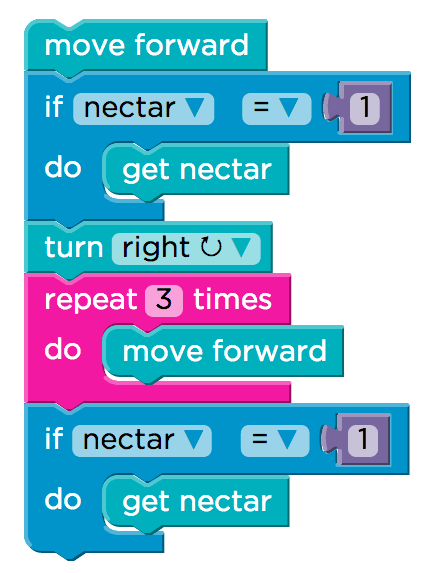 move forward
if nectar = 1
do get nectar
turn right
repeat 3 times
do move forward
if nectar = 1
do get nectar